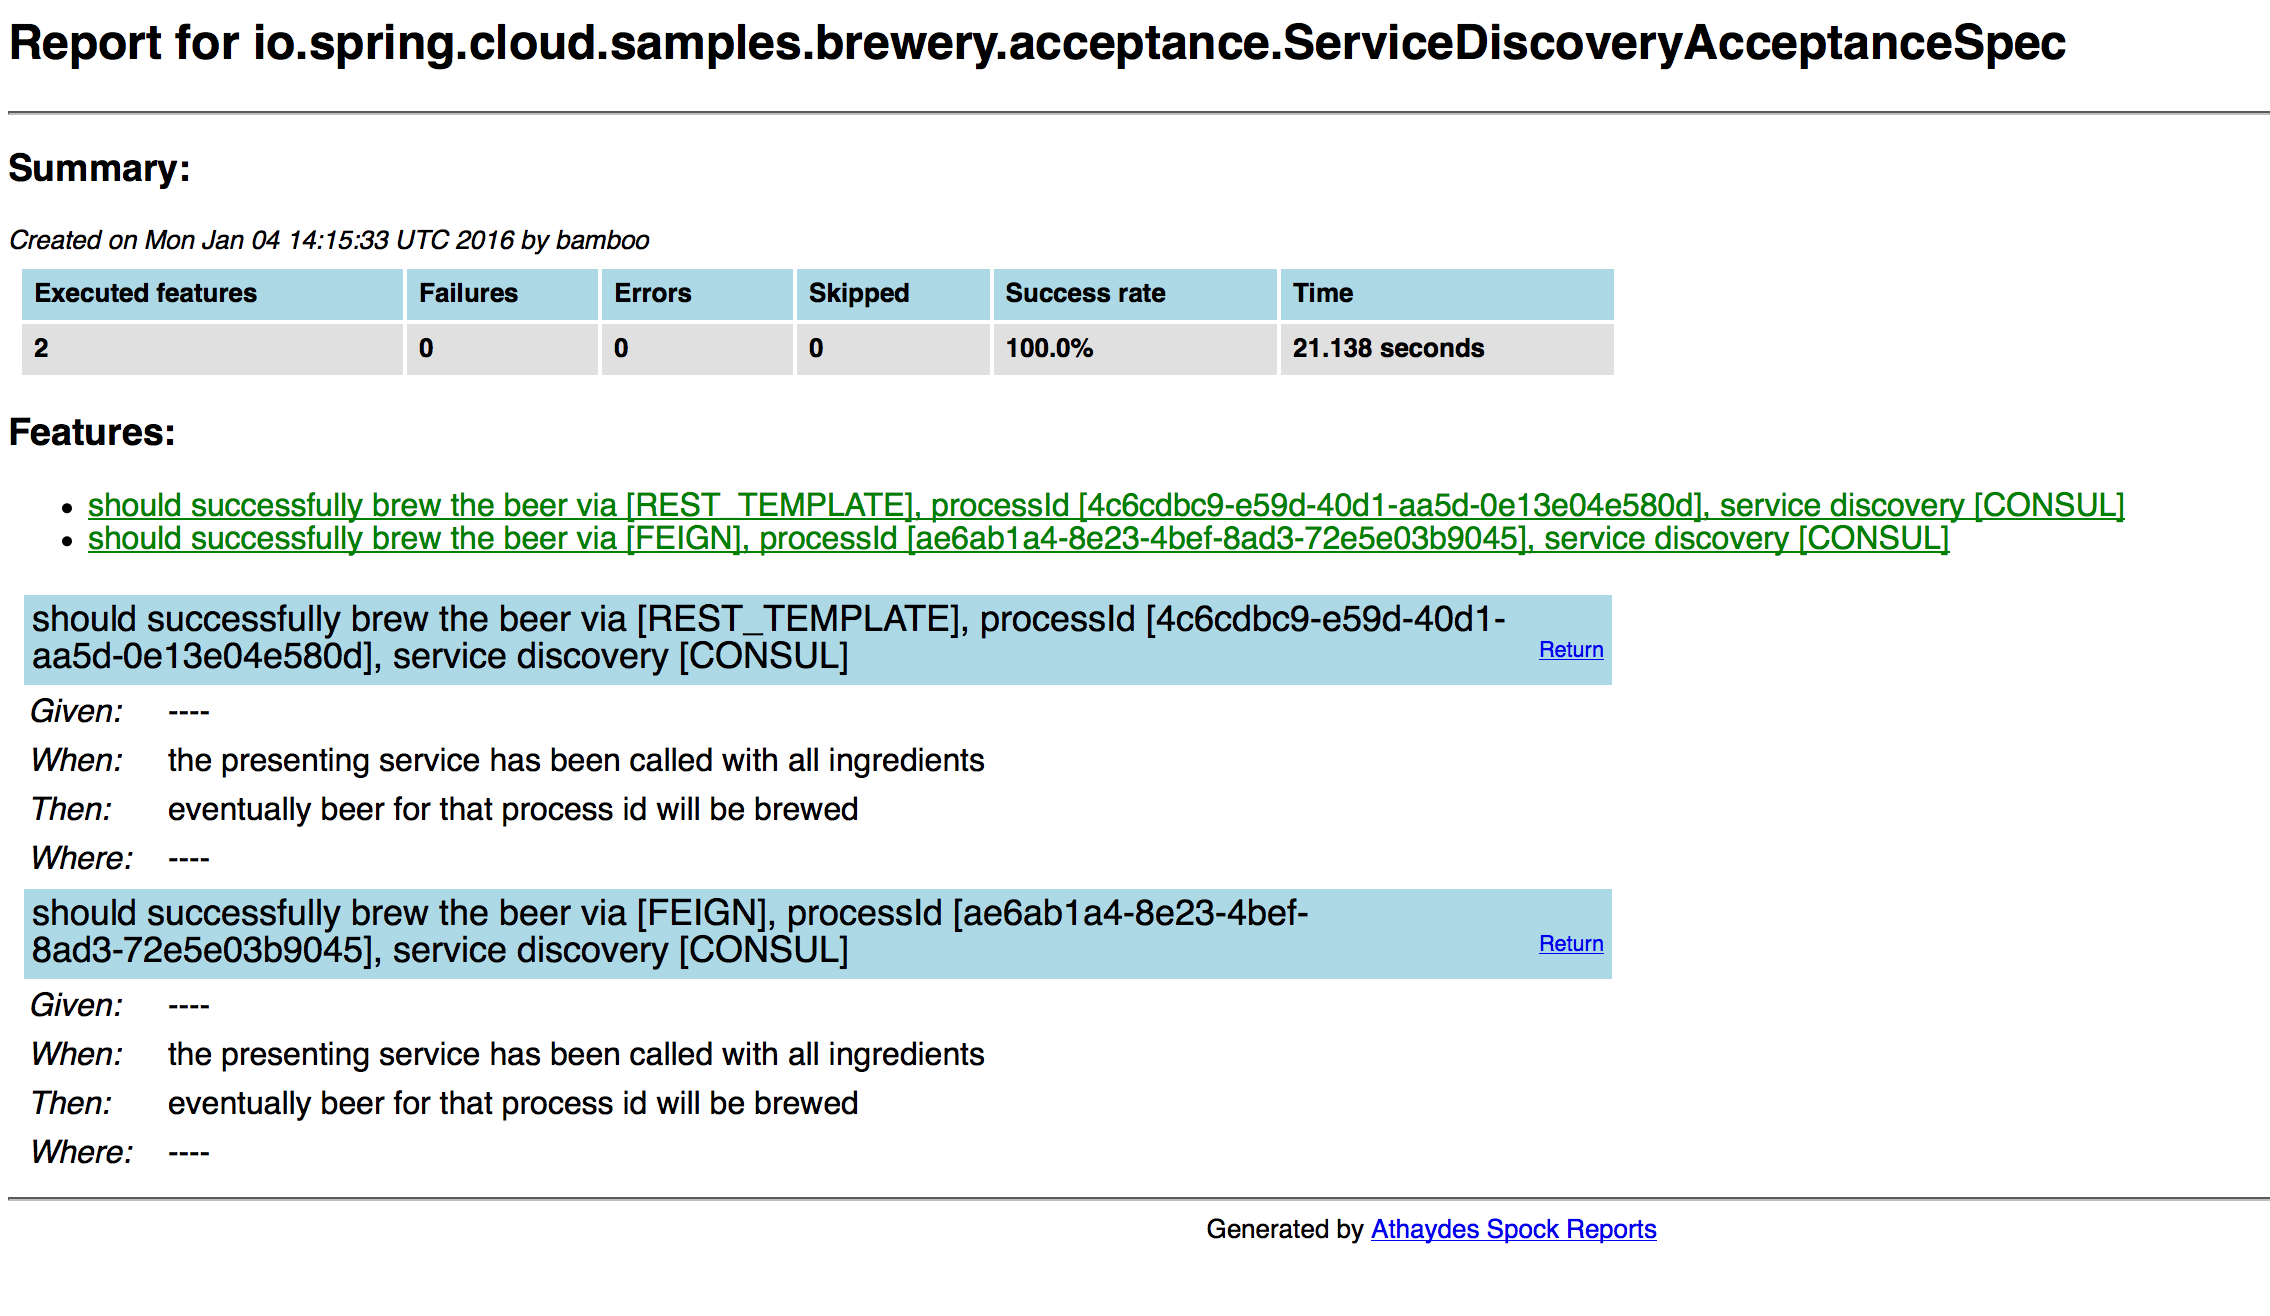 Report for io.spring.cloud.samples.brewery.acceptance.ServiceDiscoveryAcceptanceSpec
Summary:
Created on Mon Jan 04 14:15:33 UTC 2016 by bamboo
Executed features Failures Errors Skipped Success rate Time
2 0 0 0 100.0% 21.138 seconds
Features:
• should successfully brew the beer via [REST_TEMPLATE], processId [4c6cdbc9-e59d-40d1-aa5d-0e13e04e580d], service discovery [CONSUL]
• should successfully brew the beer via [FEIGN], processId [ae6ab1a4-8e23-4bef-8ad3-72e5e03b9045], service discovery [CONSUL]
should successfully brew the beer via [REST_TEMPLATE], processId [4c6cdbc9-e59d-40d1-
aa5d-0e13e04e580d], service discovery [CONSUL]
Return
Given: ----
When: the presenting service has been called with all ingredients
Then: eventually beer for that process id will be brewed
Where: ----
should successfully brew the beer via [FEIGN], processId [ae6ab1a4-8e23-4bef-
8ad3-72e5e03b9045], service discovery [CONSUL]
Return
Given: ----
When: the presenting service has been called with all ingredients
Then: eventually beer for that process id will be brewed
Where: ----
Generated by Athaydes Spock Reports